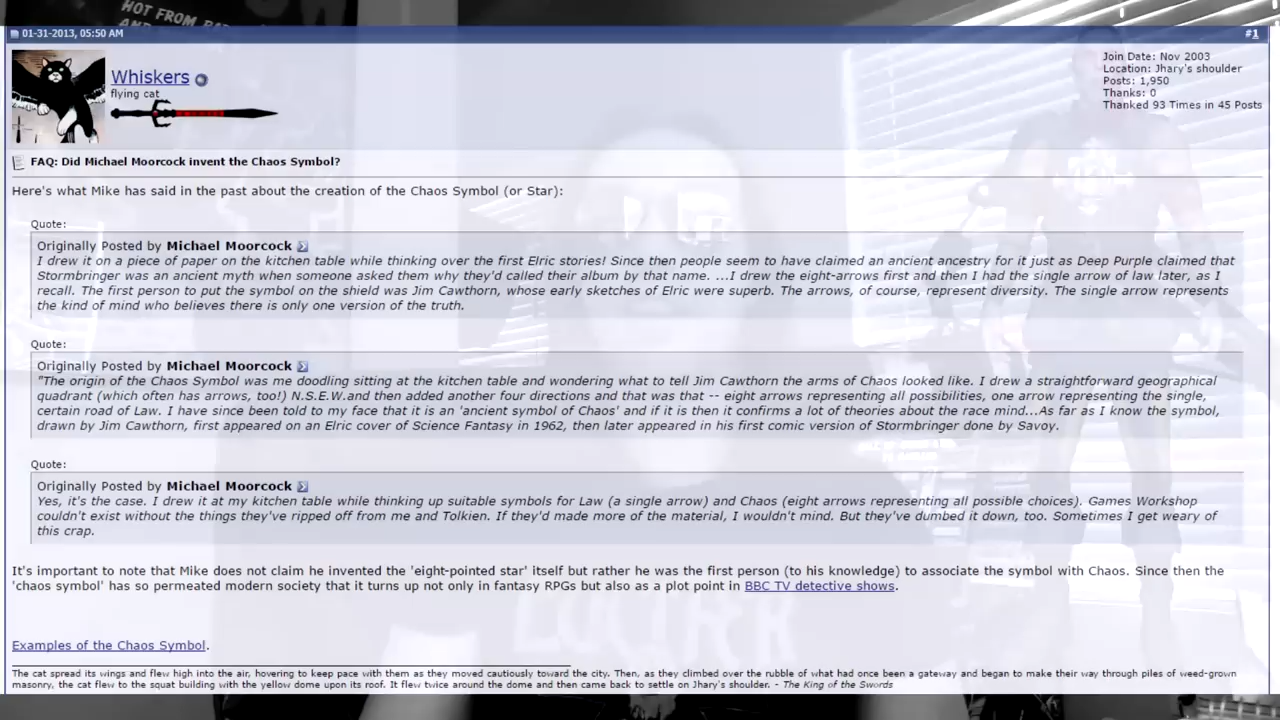 HOT FROM
01-31-2013, 05:50 AM
#1
Whiskers
flying cat
Join Date: Nov 2003
Location: Jhary's shoulder
Posts: 1,950
Thanks: 0
Thanked 93 Times in 45 Posts
FAQ: Did Michael Moorcock invent the Chaos Symbol?
Here's what Mike has said in the past about the creation of the Chaos Symbol (or Star):
Quote:
Originally Posted by Michael Moorcock
I drew it on a piece of paper on the kitchen table while thinking over the first Elric stories! Since then people seem to have claimed an ancient ancestry for it just as Deep Purple claimed that
Stormbringer was an ancient myth when someone asked them why they'd called their album by that name. ...I drew the eight-arrows first and then I had the single arrow of law later, as I
recall. The first person to put the symbol on the shield was Jim Cawthorn, whose early sketches of Elric were superb. The arrows, of course, represent diversity. The single arrow represents
the kind of mind who believes there is only one version of the truth.
Quote:
Originally Posted by Michael Moorcock
"The origin of the Chaos Symbol was me doodling sitting at the kitchen table and wondering what to tell Jim Cawthorn the arms of Chaos looked like. I drew a straightforward geographical
quadrant (which often has arrows, too!) N.S.E.W.and then added another four directions and that was that -- eight arrows representing all possibilities, one arrow representing the single,
certain road of Law. I have since been told to my face that it is an 'ancient symbol of Chaos' and if it is then it confirms a lot of theories about the race mind...As far as I know the symbol,
drawn by Jim Cawthorn, first appeared on an Elric cover of Science Fantasy in 1962, then later appeared in his first comic version of Stormbringer done by Savoy.
Quote:
Originally Posted by Michael Moorcock
Yes, it's the case. I drew it at my kitchen table while thinking up suitable symbols for Law (a single arrow) and Chaos (eight arrows representing all possible choices). Games Workshop
couldn't exist without the things they've ripped off from me and Tolkien. If they'd made more of the material, I wouldn't mind. But they've dumbed it down, too. Sometimes I get weary of
this crap.
It's important to note that Mike does not claim he invented the 'eight-pointed star' itself but rather he was the first person (to his knowledge) to associate the symbol with Chaos. Since then the
'chaos symbol' has so permeated modern society that it turns up not only in fantasy RPGs but also as a plot point in BBC TV detective shows.
Examples of the Chaos Symbol.
The cat spread its wings and flew high into the air, hovering to keep pace with them as they moved cautiously toward the city. Then, as they climbed over the rubble of what had once been a gateway and began to make their way through piles of weed-grown
masonry, the cat flew to the squat building with the yellow dome upon its roof. It flew twice around the dome and then came back to settle on Jhary's shoulder. - The King of the Swords